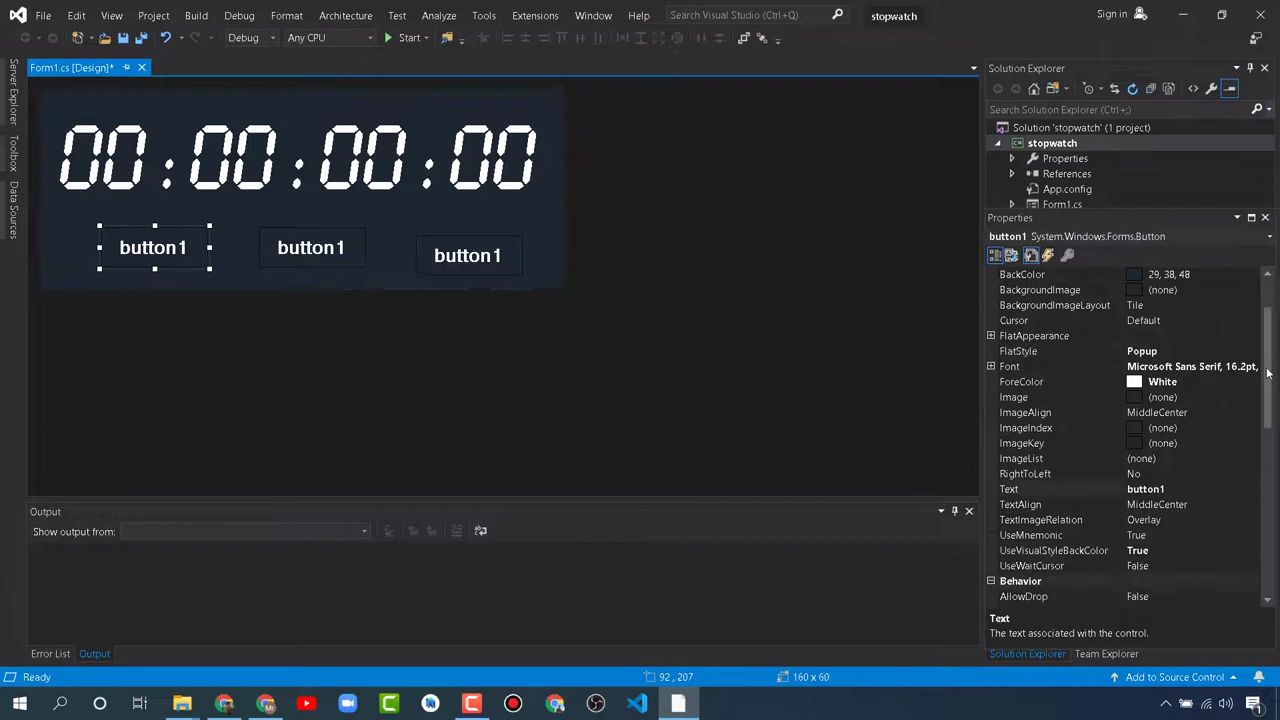 File Edit View Project Build Debug Format Architecture Test Analyze Tools Extensions Window Help Search Visual Studio (Ctrl+Q) stopwatch Sign in
Debug Any CPU Start
Form1.cs [Design]*
Server Explorer
Toolbox
Data Sources
00:00:00:00
button1 button1 button1
Solution Explorer
Search Solution Explorer (Ctrl+;)
Solution 'stopwatch' (1 project)
stopwatch
Properties
References
App.config
Form1.cs
Properties
button1 System.Windows.Forms.Button
BackColor 29, 38, 48
BackgroundImage (none)
BackgroundImageLayout Tile
Cursor Default
FlatAppearance
FlatStyle Popup
Font Microsoft Sans Serif, 16.2pt,
ForeColor White
Image (none)
ImageAlign MiddleCenter
ImageIndex (none)
ImageKey (none)
ImageList (none)
RightToLeft No
Text button1
TextAlign MiddleCenter
TextImageRelation Overlay
UseMnemonic True
UseVisualStyleBackColor True
UseWaitCursor False
Behavior
AllowDrop False
Text
The text associated with the control.
Solution Explorer Team Explorer
Output
Show output from:
Error List Output
Ready 92 , 207 160 x 60 Add to Source Control